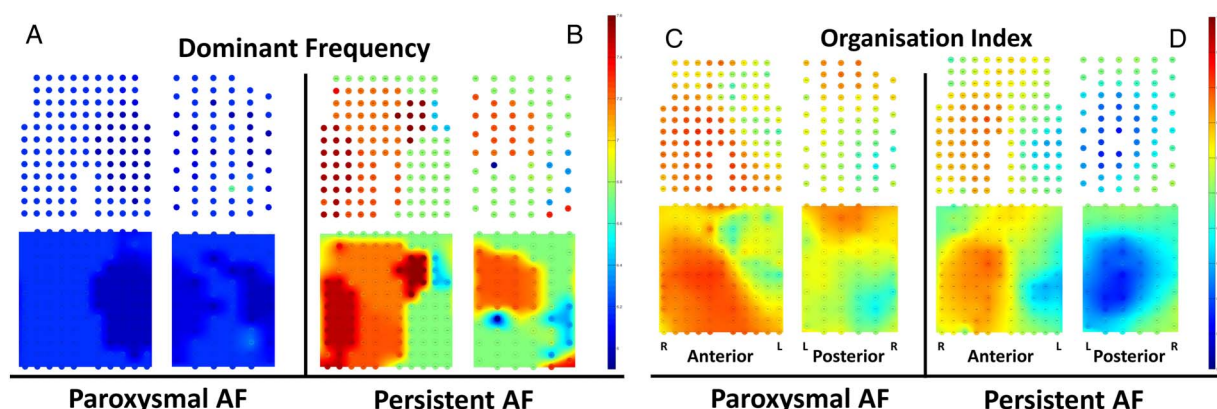 A
Dominant Frequency
B
Paroxysmal AF
Persistent AF
C
Organisation Index
D
R
Anterior
L
L
Posterior
R
R
Anterior
L
L
Posterior
R
Paroxysmal AF
Persistent AF